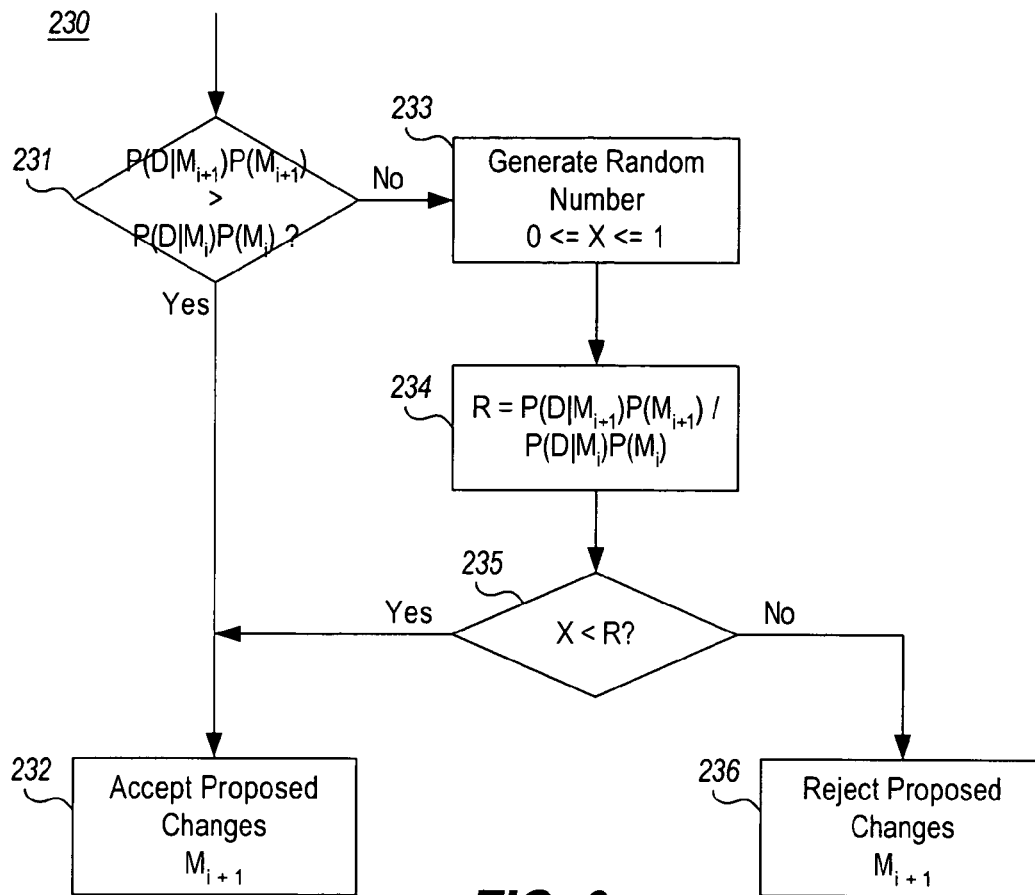 230
231
P(D|Mᵢ₊₁)P(Mᵢ₊₁)
>
P(D|Mᵢ)P(Mᵢ) ?
No
Yes
233
Generate Random
Number
0 <= X <= 1
234
R = P(D|Mᵢ₊₁)P(Mᵢ₊₁) /
P(D|Mᵢ)P(Mᵢ)
235
Yes
X < R?
No
232
Accept Proposed
Changes
Mᵢ₊₁
236
Reject Proposed
Changes
Mᵢ₊₁